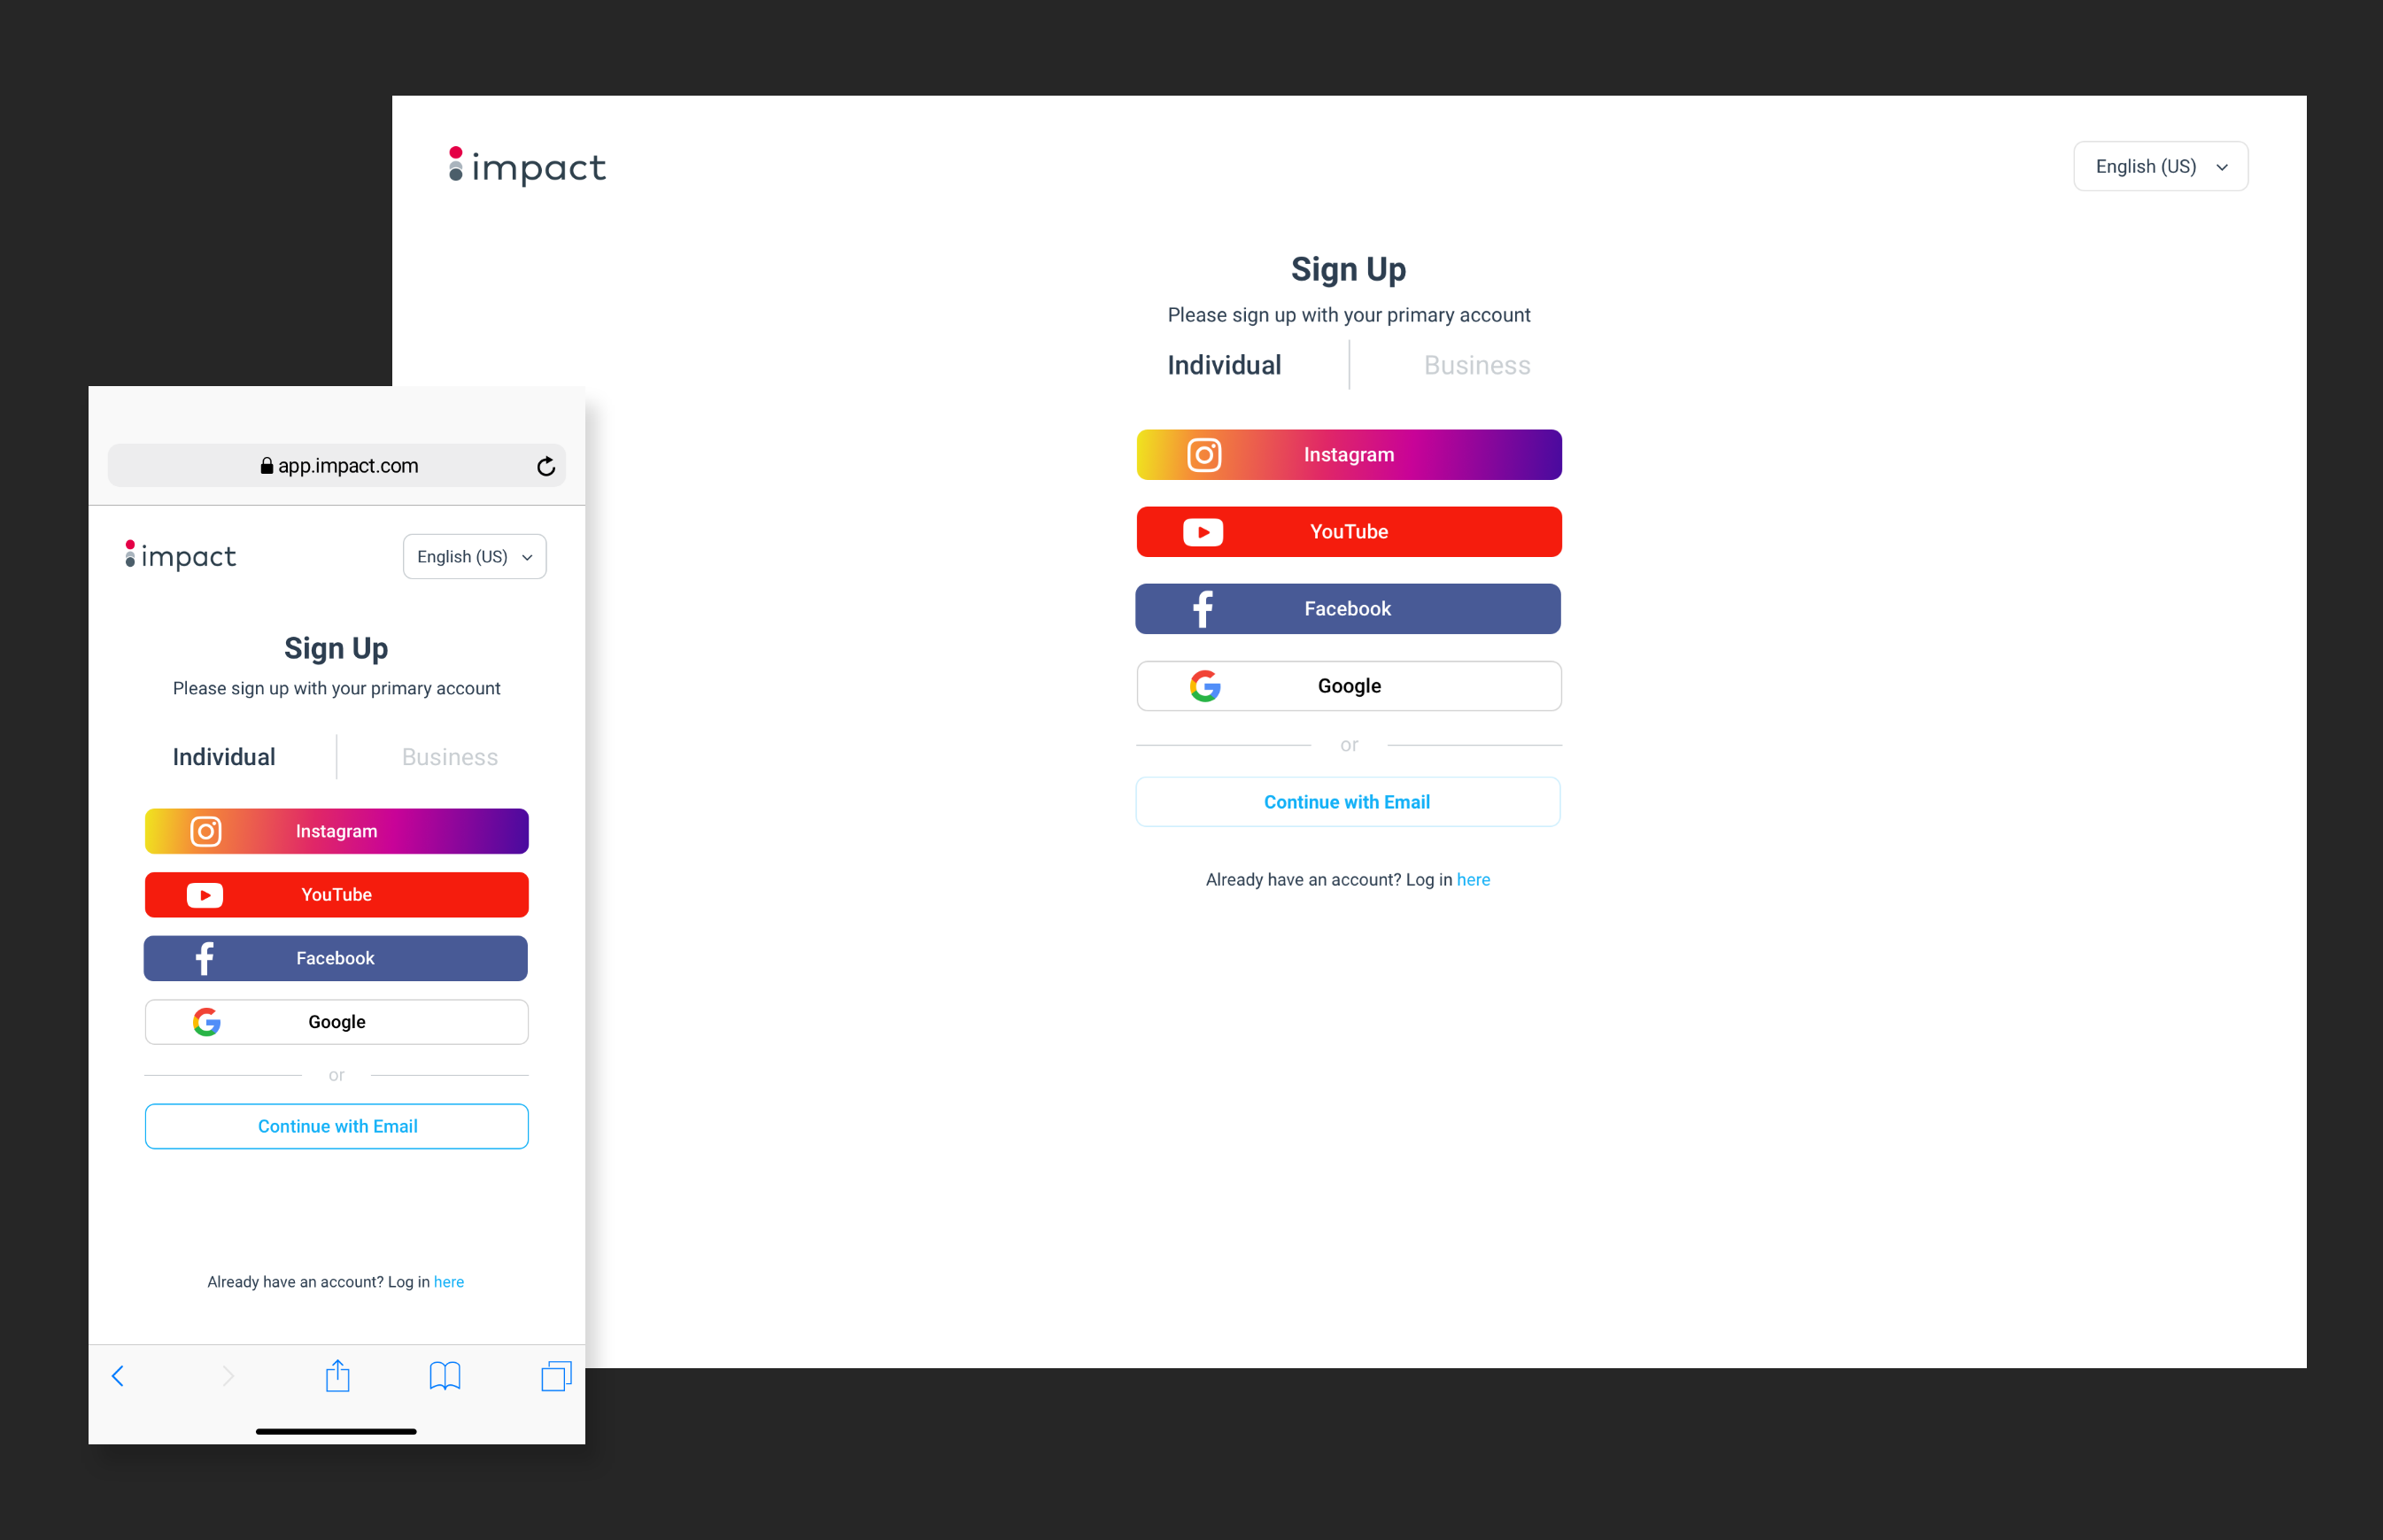 impact
English (US)
Sign Up
Please sign up with your primary account
Individual
Business
Instagram
YouTube
Facebook
Google
or
Continue with Email
Already have an account? Log in here
app.impact.com
impact
English (US)
Sign Up
Please sign up with your primary account
Individual
Business
Instagram
YouTube
Facebook
Google
or
Continue with Email
Already have an account? Log in here